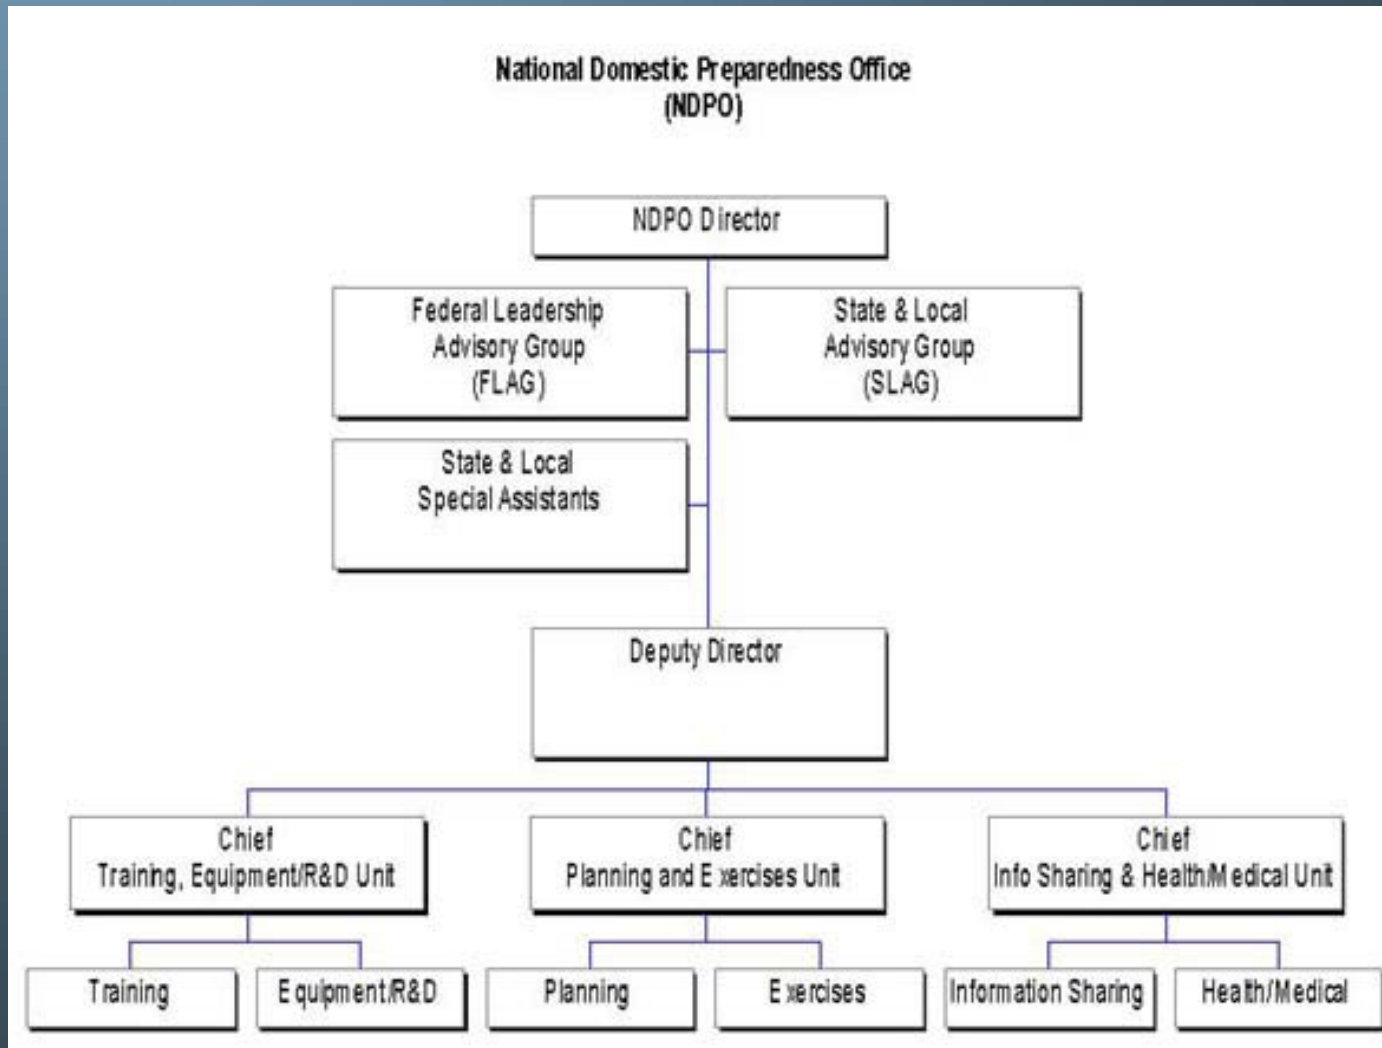 National Domestic Preparedness Office
(NDPO)
NDPO Director
Federal Leadership
Advisory Group
(FLAG)
State & Local
Advisory Group
(SLAG)
State & Local
Special Assistants
Deputy Director
Chief
Training, Equipment/R&D Unit
Chief
Planning and Exercises Unit
Chief
Info Sharing & Health/Medical Unit
Training
Equipment/R&D
Planning
Exercises
Information Sharing
Health/Medical